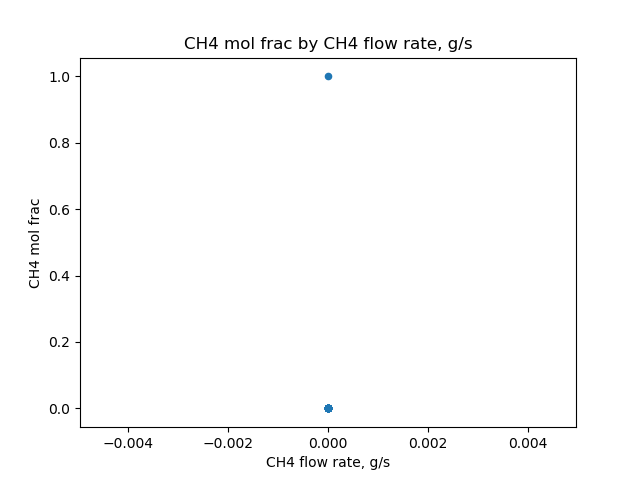 CH4 mol frac by CH4 flow rate, g/s
CH4 mol frac
1.0
0.8
0.6
0.4
0.2
0.0
−0.004 −0.002 0.000 0.002 0.004
CH4 flow rate, g/s